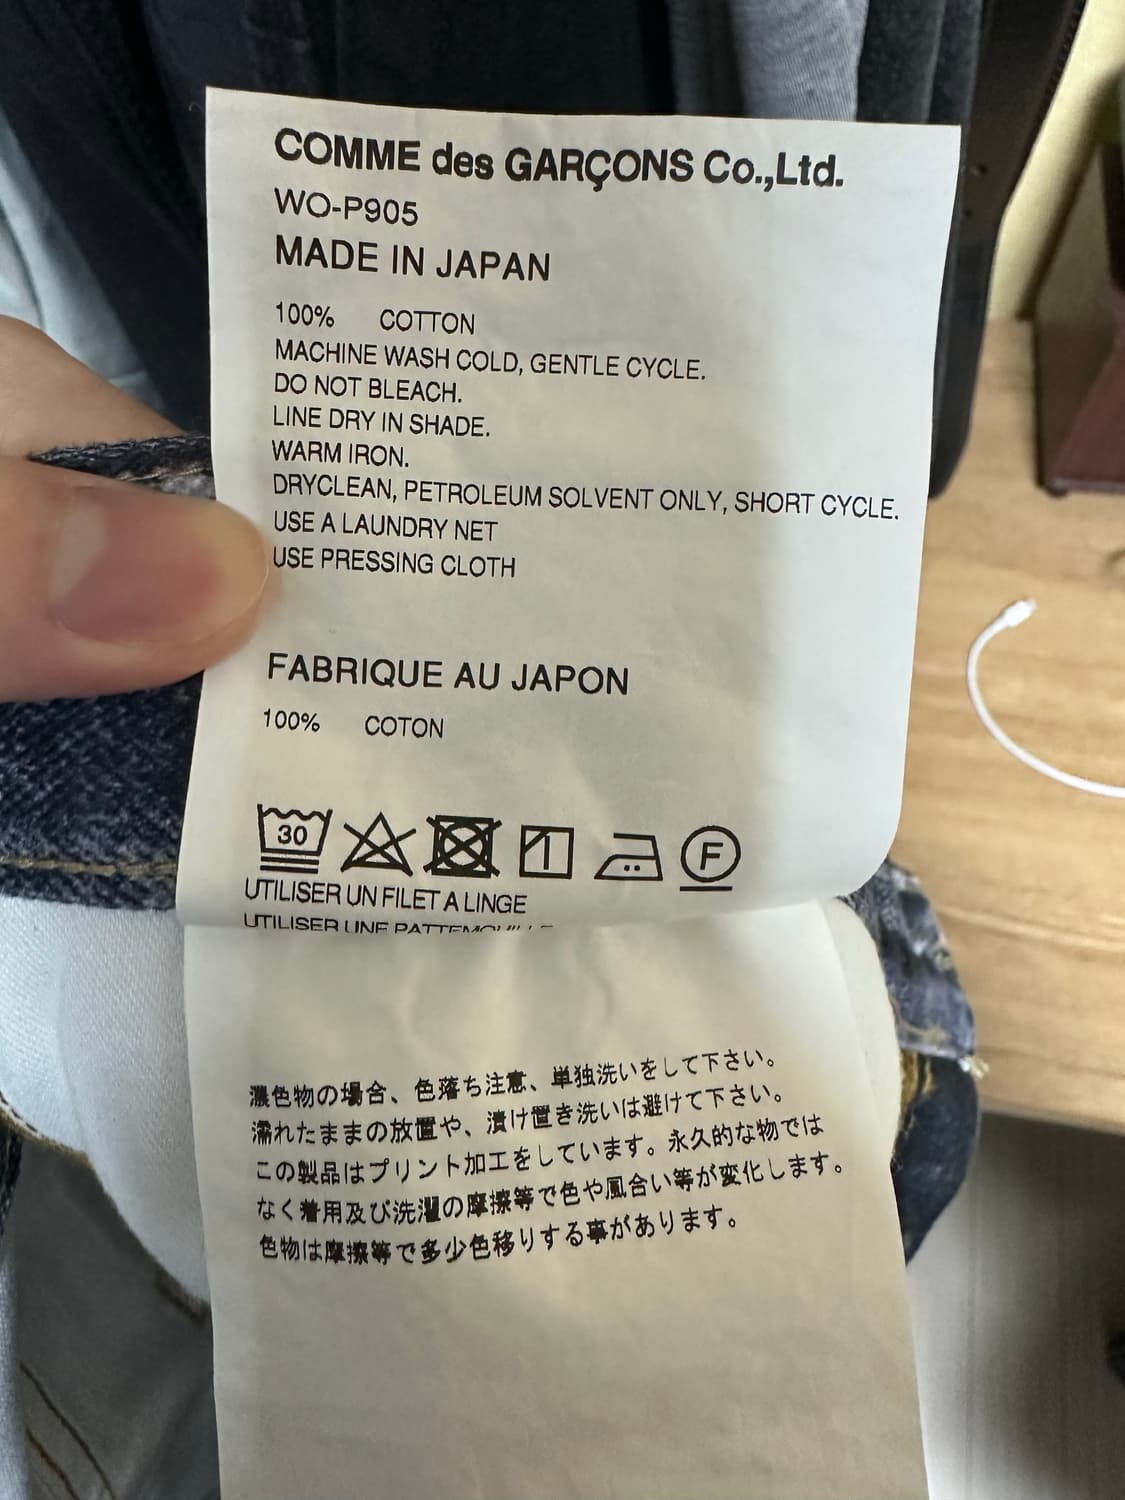 COMME des GARÇONS Co.,Ltd.
WO-P905
MADE IN JAPAN
100% COTTON
MACHINE WASH COLD, GENTLE CYCLE.
DO NOT BLEACH.
LINE DRY IN SHADE.
WARM IRON.
DRYCLEAN, PETROLEUM SOLVENT ONLY, SHORT CYCLE.
USE A LAUNDRY NET
USE PRESSING CLOTH
FABRIQUE AU JAPON
100% COTON
30
F
UTILISER UN FILET A LINGE
UTILISER UNE
濃色物の場合、色落ち注意、単独洗いをして下さい。
濡れたままの放置や、漬け置き洗いは避けて下さい。
この製品はプリント加工をしています。永久的な物では
なく着用及び洗濯の摩擦等で色や風合い等が変化します。
色物は摩擦等で多少色移りする事があります。